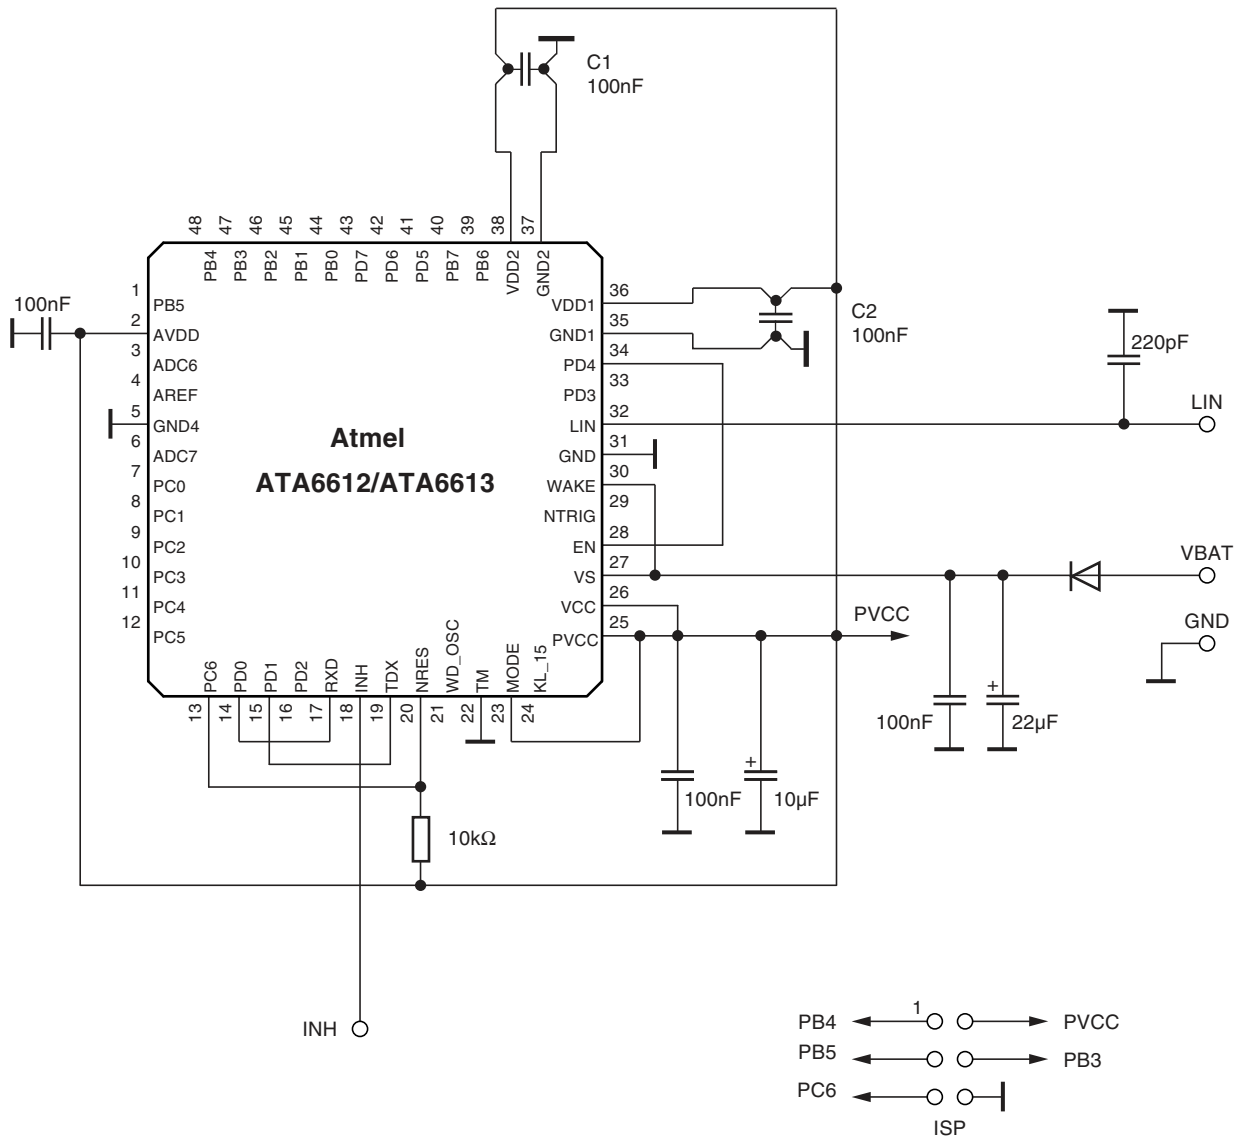 C1
100nF
48
47
46
45
44
43
42
41
40
39
38
37
PB4
PB3
PB2
PB1
PB0
PD7
PD6
PD5
PB7
PB6
VDD2
GND2
100nF
1
PB5
2
AVDD
3
ADC6
4
AREF
5
GND4
6
ADC7
7
PC0
8
PC1
9
PC2
10
PC3
11
PC4
12
PC5
Atmel
ATA6612/ATA6613
36
VDD1
35
GND1
34
PD4
33
PD3
32
LIN
31
GND
30
WAKE
29
NTRIG
28
EN
27
VS
26
VCC
25
PVCC
C2
100nF
220pF
LIN
VBAT
GND
PVCC
PC6
PD0
PD1
PD2
RXD
INH
TDX
NRES
WD_OSC
TM
MODE
KL_15
13
14
15
16
17
18
19
20
21
22
23
24
100nF
+
22µF
100nF
+
10µF
10kΩ
INH
PB4
1
PVCC
PB5
PB3
PC6
ISP